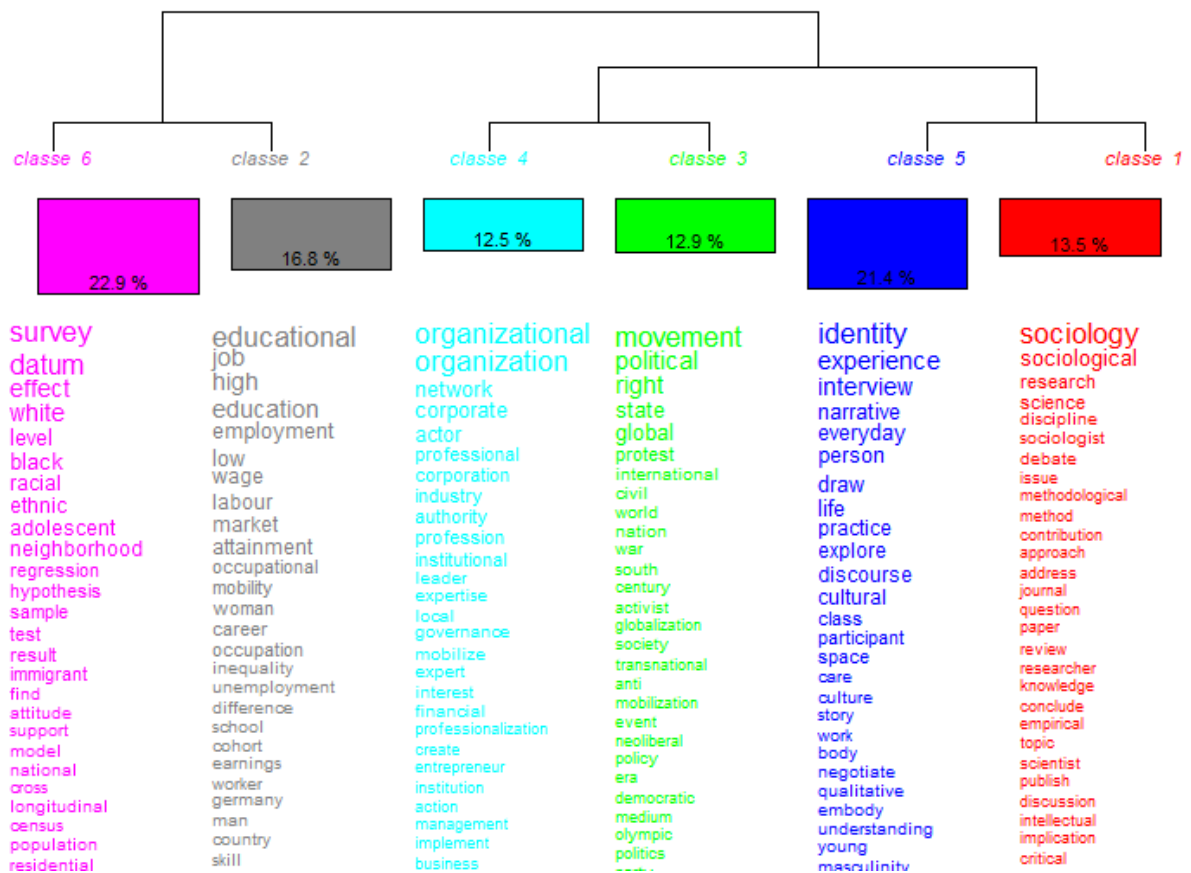 classe 6
classe 2
classe 4
classe 3
classe 5
classe 1
22.9 %
16.8 %
12.5 %
12.9 %
21.4 %
13.5 %
survey
datum
effect
white
level
black
racial
ethnic
adolescent
neighborhood
regression
hypothesis
sample
test
result
immigrant
find
attitude
support
model
national
cross
longitudinal
census
population
residential
educational
job
high
education
employment
low
wage
labour
market
attainment
occupational
mobility
woman
career
occupation
inequality
unemployment
difference
school
cohort
earnings
worker
germany
man
country
skill
organizational
organization
network
corporate
actor
professional
corporation
industry
authority
profession
institutional
leader
expertise
local
governance
mobilize
expert
interest
financial
professionalization
create
entrepreneur
institution
action
management
implement
business
movement
political
right
state
global
protest
international
civil
world
nation
war
south
century
activist
globalization
society
transnational
anti
mobilization
event
neoliberal
policy
era
democratic
medium
olympic
politics
identity
experience
interview
narrative
everyday
person
draw
life
practice
explore
discourse
cultural
class
participant
space
care
culture
story
work
body
negotiate
qualitative
embody
understanding
young
masculinity
sociology
sociological
research
science
discipline
sociologist
debate
issue
methodological
method
contribution
approach
address
journal
question
paper
review
researcher
knowledge
conclude
empirical
topic
scientist
publish
discussion
intellectual
implication
critical